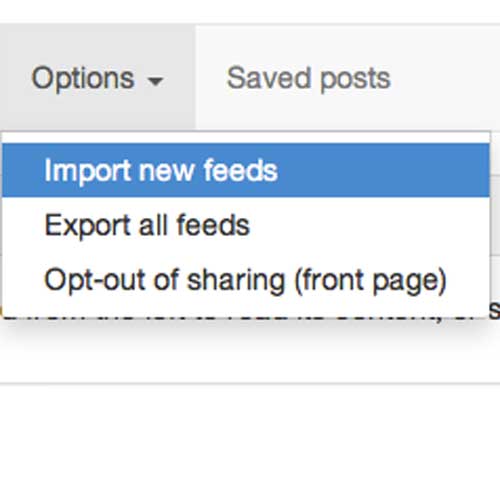 Options Saved posts
Import new feeds
Export all feeds
Opt-out of sharing (front page)